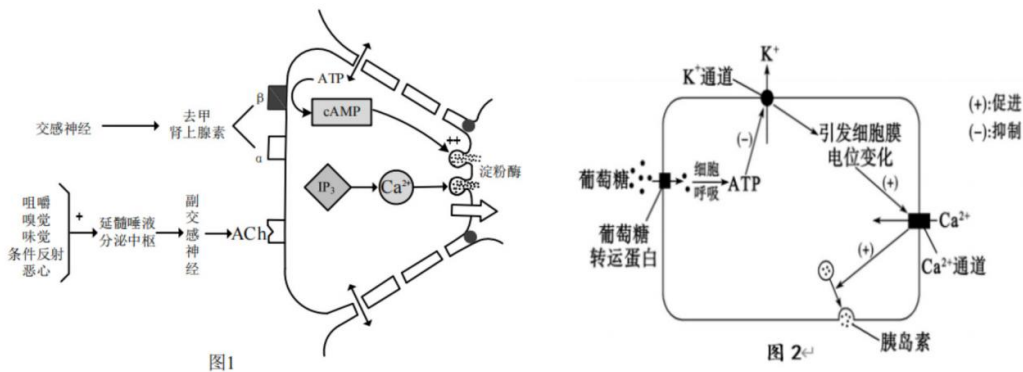 ATP
β
cAMP
交感神经
去甲
肾上腺素
α
++
淀粉酶
IP₃
Ca²⁺
咀嚼
嗅觉
味觉
条件反射
恶心
+
延髓唾液
分泌中枢
副
交
感
神
经
ACh
图1
K⁺
K⁺通道
(+):促进
(-):抑制
(-)
引发细胞膜
电位变化
葡萄糖
细胞
呼吸
ATP
(+)
葡萄糖
转运蛋白
Ca²⁺
Ca²⁺通道
(+)
胰岛素
图 2↵